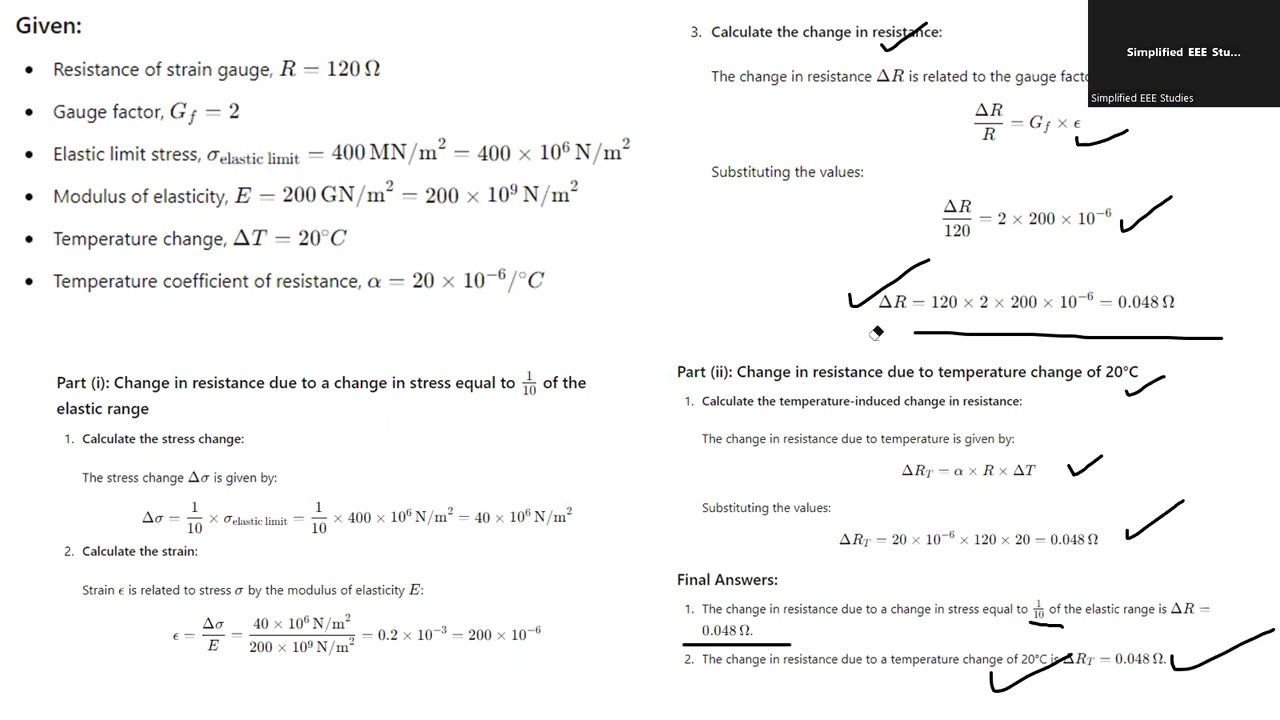 Given:
• Resistance of strain gauge, R = 120 Ω
• Gauge factor, G_f = 2
• Elastic limit stress, σ_elastic limit = 400 MN/m² = 400 × 10⁶ N/m²
• Modulus of elasticity, E = 200 GN/m² = 200 × 10⁹ N/m²
• Temperature change, ΔT = 20°C
• Temperature coefficient of resistance, α = 20 × 10⁻⁶/°C
Part (i): Change in resistance due to a change in stress equal to 1/10 of the
elastic range
1. Calculate the stress change:
The stress change Δσ is given by:
Δσ = 1/10 × σ_elastic limit = 1/10 × 400 × 10⁶ N/m² = 40 × 10⁶ N/m²
2. Calculate the strain:
Strain ϵ is related to stress σ by the modulus of elasticity E:
ϵ = Δσ/E = (40 × 10⁶ N/m²)/(200 × 10⁹ N/m²) = 0.2 × 10⁻³ = 200 × 10⁻⁶
3. Calculate the change in resistance:
The change in resistance ΔR is related to the gauge
ΔR/R = G_f × ϵ
Substituting the values:
ΔR/120 = 2 × 200 × 10⁻⁶
ΔR = 120 × 2 × 200 × 10⁻⁶ = 0.048 Ω
Part (ii): Change in resistance due to temperature change of 20°C
1. Calculate the temperature-induced change in resistance:
The change in resistance due to temperature is given by:
ΔR_T = α × R × ΔT
Substituting the values:
ΔR_T = 20 × 10⁻⁶ × 120 × 20 = 0.048 Ω
Final Answers:
1. The change in resistance due to a change in stress equal to 1/10 of the elastic range is ΔR =
0.048 Ω.
2. The change in resistance due to a temperature change of 20°C is ΔR_T = 0.048 Ω.
Simplified EEE Stu...
Simplified EEE Studies